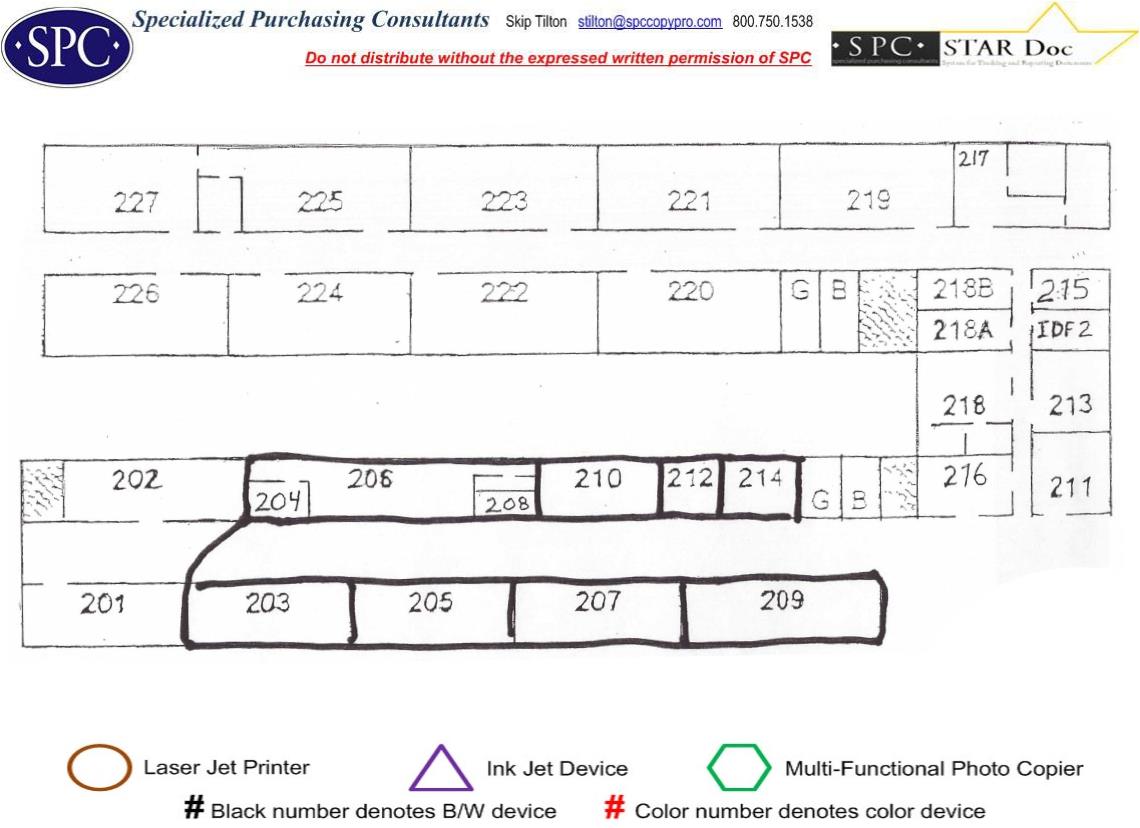 ·SPC·
Specialized Purchasing Consultants Skip Tilton stilton@spccopypro.com 800.750.1538
Do not distribute without the expressed written permission of SPC
·SPC· STAR Doc
specialized purchasing consultants System for Tracking and Reporting Documents
227 225 223 221 219 217
226 224 222 220 G B 218B 215
218A IDF2
218 213
202 206 210 212 214 276 211
204 208 G B
201 203 205 207 209
Laser Jet Printer Ink Jet Device Multi-Functional Photo Copier
# Black number denotes B/W device # Color number denotes color device